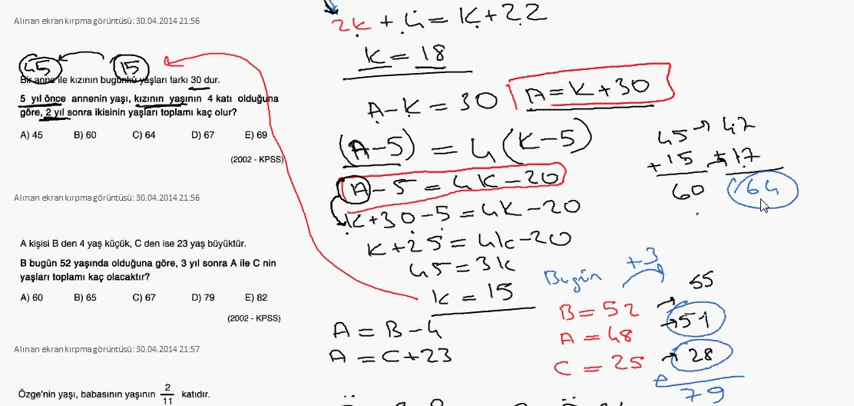 Alınan ekran kırpma görüntüsü: 30.04.2014 21:56
45 15
Bir anne ile kızının bugünkü yaşları farkı 30 dur.
5 yıl önce annenin yaşı, kızının yaşının 4 katı olduğuna
göre, 2 yıl sonra ikisinin yaşları toplamı kaç olur?
A) 45 B) 60 C) 64 D) 67 E) 69
(2002 - KPSS)
Alınan ekran kırpma görüntüsü: 30.04.2014 21:56
A kişisi B den 4 yaş küçük, C den ise 23 yaş büyüktür.
B bugün 52 yaşında olduğuna göre, 3 yıl sonra A ile C nin
yaşları toplamı kaç olacaktır?
A) 60 B) 65 C) 67 D) 79 E) 82
(2002 - KPSS)
Alınan ekran kırpma görüntüsü: 30.04.2014 21:57
Özge'nin yaşı, babasının yaşının 2/11 katıdır.
2k + 4 = k + 22
k = 18
A - K = 30 A = K + 30
(A - 5) = 4(K - 5)
A - 5 = 4K - 20
K + 30 - 5 = 4K - 20
K + 25 = 4K - 20
45 = 3K
K = 15
A = B - 4
A = C + 23
45 → 47
+ 15 + 17
60 64
Bugün +3
B = 52 → 55
A = 48 → 51
C = 25 → 28
79